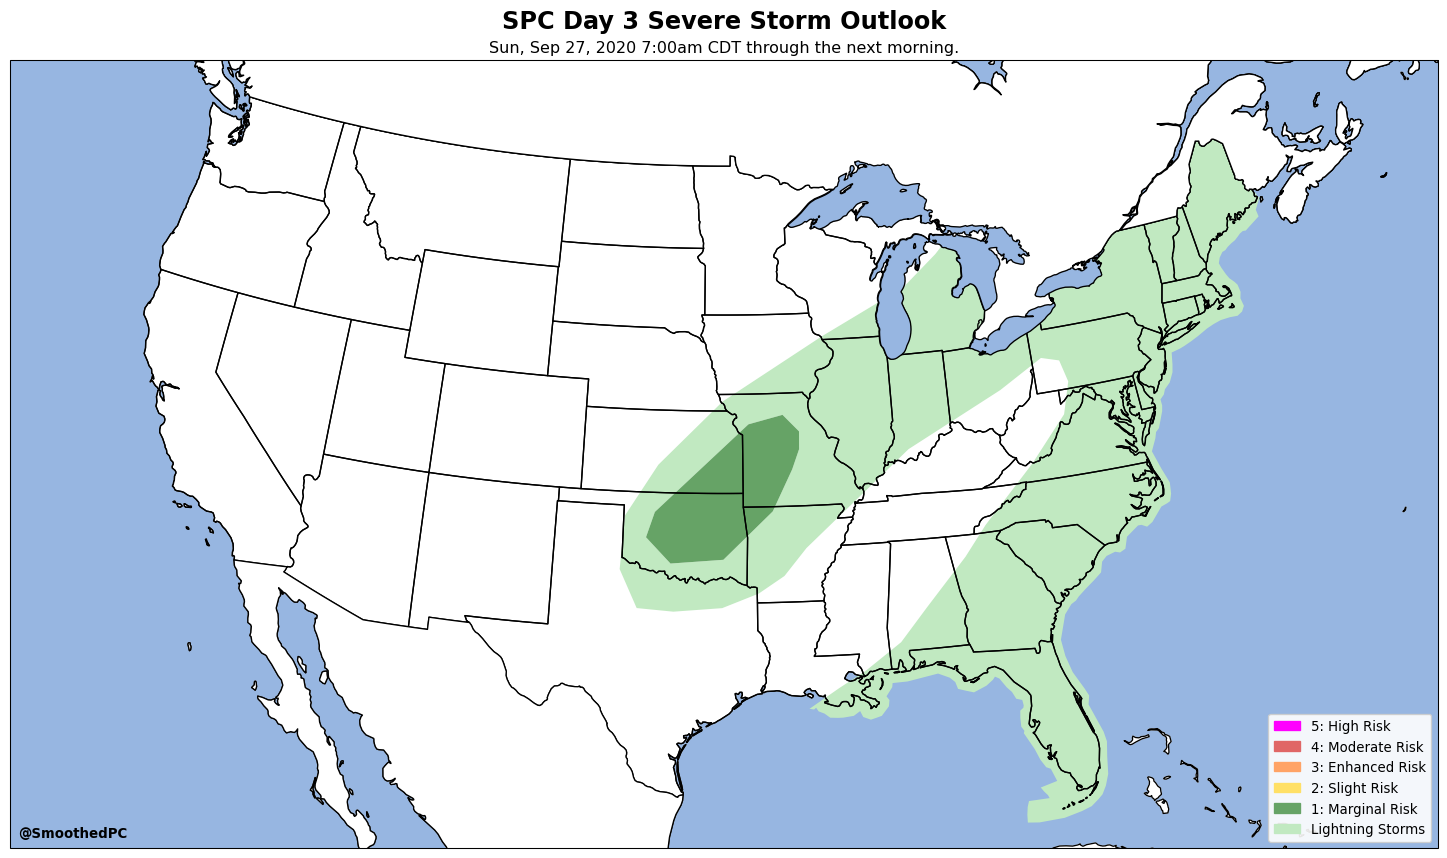 SPC Day 3 Severe Storm Outlook
Sun, Sep 27, 2020 7:00am CDT through the next morning.
5: High Risk
4: Moderate Risk
3: Enhanced Risk
2: Slight Risk
1: Marginal Risk
Lightning Storms
@SmoothedPC